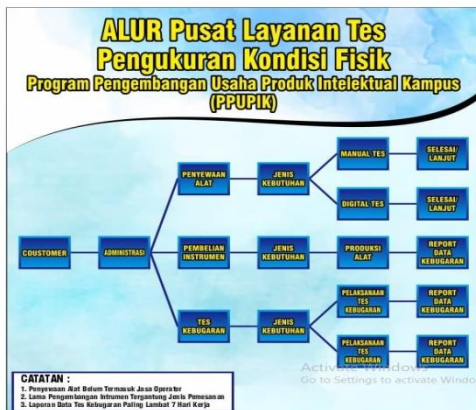 ALUR Pusat Layanan Tes
Pengukuran Kondisi Fisik
Program Pengembangan Usaha Produk Intelektual Kampus
(PPUPIK)
MANUAL TES
SELESAI/
LANJUT
PENYEWAAN
ALAT
JENIS
KEBUTUHAN
DIGITAL TES
SELESAI/
LANJUT
COUSTOMER
ADMINISTRASI
PEMBELIAN
INSTRUMEN
JENIS
KEBUTUHAN
PRODUKSI
ALAT
REPORT
DATA
KEBUGARAN
PELAKSANAAN
TES
KEBUGARAN
REPORT
DATA
KEBUGARAN
TES
KEBUGARAN
JENIS
KEBUTUHAN
PELAKSANAAN
TES
KEBUGARAN
REPORT
DATA
KEBUGARAN
Activate Windows
Go to Settings to activate Window
CATATAN :
1. Penyewaan Alat Belum Termasuk Jasa Operator
2. Lama Pengembangan Intrumen Tergantung Jenis Pemesanan
3. Laporan Data Tes Kebugaran Paling Lambat 7 Hari Kerja